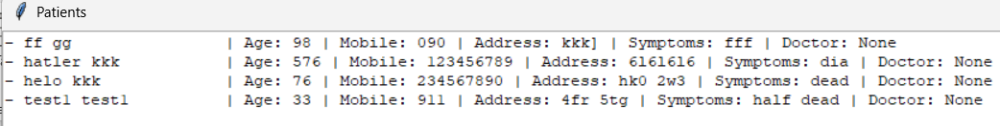 Patients
- ff gg | Age: 98 | Mobile: 090 | Address: kkk] | Symptoms: fff | Doctor: None
- hatler kkk | Age: 576 | Mobile: 123456789 | Address: 6161616 | Symptoms: dia | Doctor: None
- helo kkk | Age: 76 | Mobile: 234567890 | Address: hk0 2w3 | Symptoms: dead | Doctor: None
- test1 test1 | Age: 33 | Mobile: 911 | Address: 4fr 5tg | Symptoms: half dead | Doctor: None